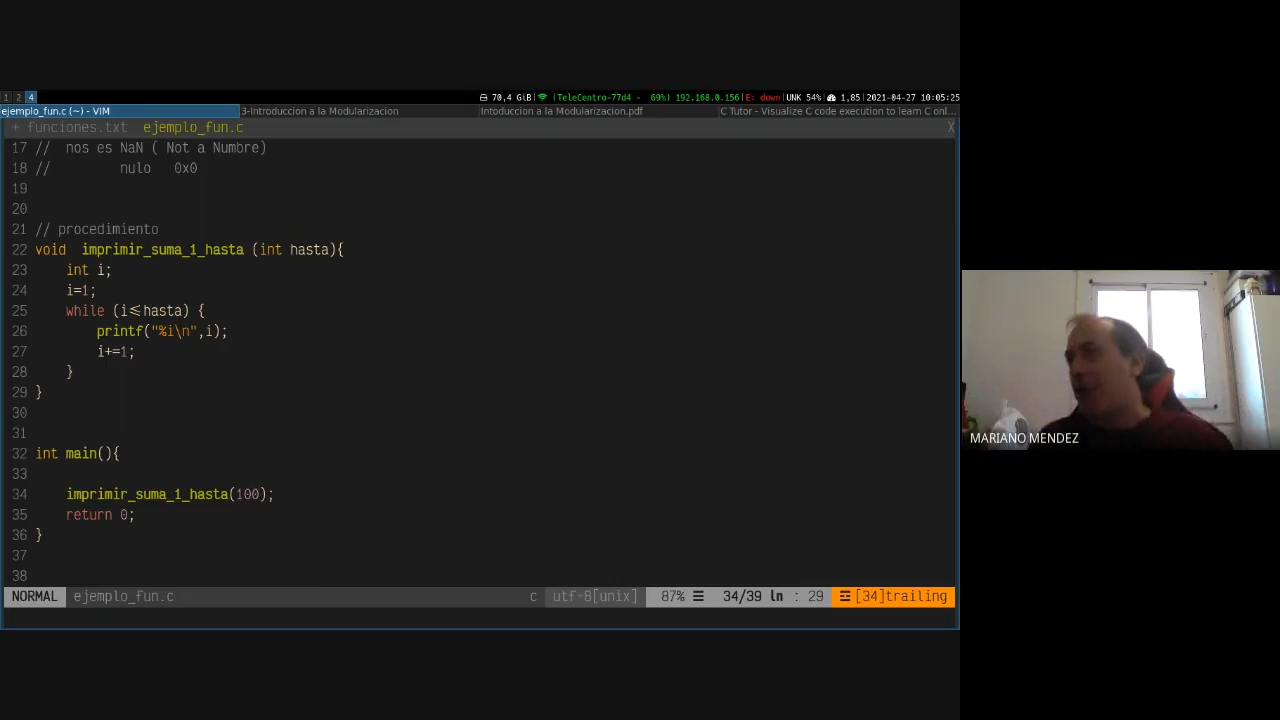 1 2 4
70,4 GiB (TeleCentro-77d4 - 69%) 192.168.0.156 E: down UNK 54% 1,85 2021-04-27 10:05:25
ejemplo_fun.c (~) - VIM
3-Introduccion a la Modularizacion
Intoduccion a la Modularizacion.pdf
C Tutor - Visualize C code execution to learn C onl...
+ funciones.txt ejemplo_fun.c X
17 // nos es NaN ( Not a Numbre)
18 // nulo 0x0
19
20
21 // procedimiento
22 void imprimir_suma_1_hasta (int hasta){
23 int i;
24 i=1;
25 while (i<=hasta) {
26 printf("%i\n",i);
27 i+=1;
28 }
29 }
30
31
32 int main(){
33
34 imprimir_suma_1_hasta(100);
35 return 0;
36 }
37
38
NORMAL ejemplo_fun.c c utf-8[unix] 87% ☰ 34/39 ln : 29 [34]trailing
MARIANO MENDEZ